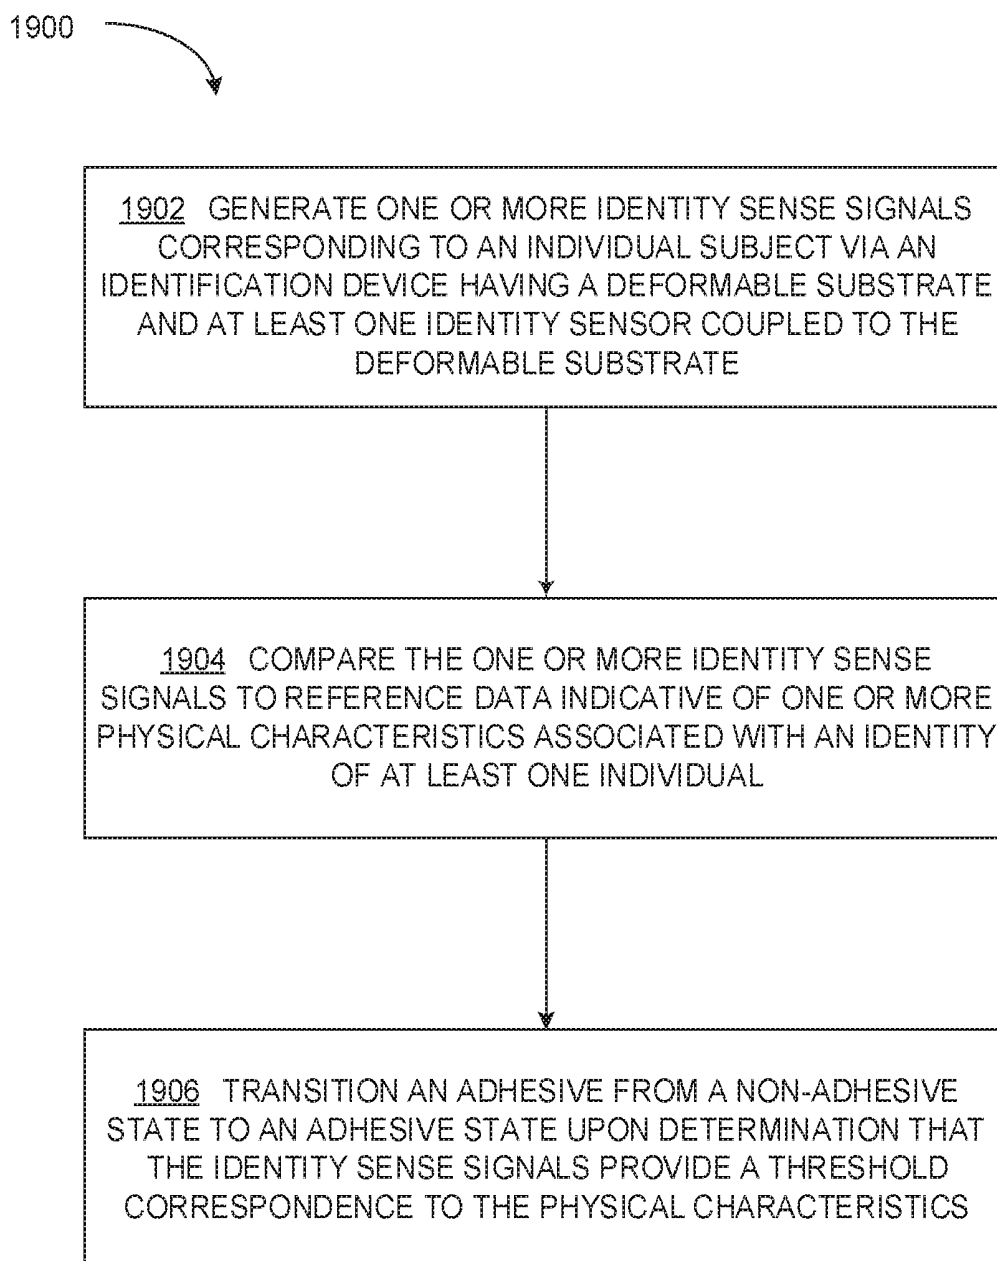 1900
1902 GENERATE ONE OR MORE IDENTITY SENSE SIGNALS
CORRESPONDING TO AN INDIVIDUAL SUBJECT VIA AN
IDENTIFICATION DEVICE HAVING A DEFORMABLE SUBSTRATE
AND AT LEAST ONE IDENTITY SENSOR COUPLED TO THE
DEFORMABLE SUBSTRATE
1904 COMPARE THE ONE OR MORE IDENTITY SENSE
SIGNALS TO REFERENCE DATA INDICATIVE OF ONE OR MORE
PHYSICAL CHARACTERISTICS ASSOCIATED WITH AN IDENTITY
OF AT LEAST ONE INDIVIDUAL
1906 TRANSITION AN ADHESIVE FROM A NON-ADHESIVE
STATE TO AN ADHESIVE STATE UPON DETERMINATION THAT
THE IDENTITY SENSE SIGNALS PROVIDE A THRESHOLD
CORRESPONDENCE TO THE PHYSICAL CHARACTERISTICS